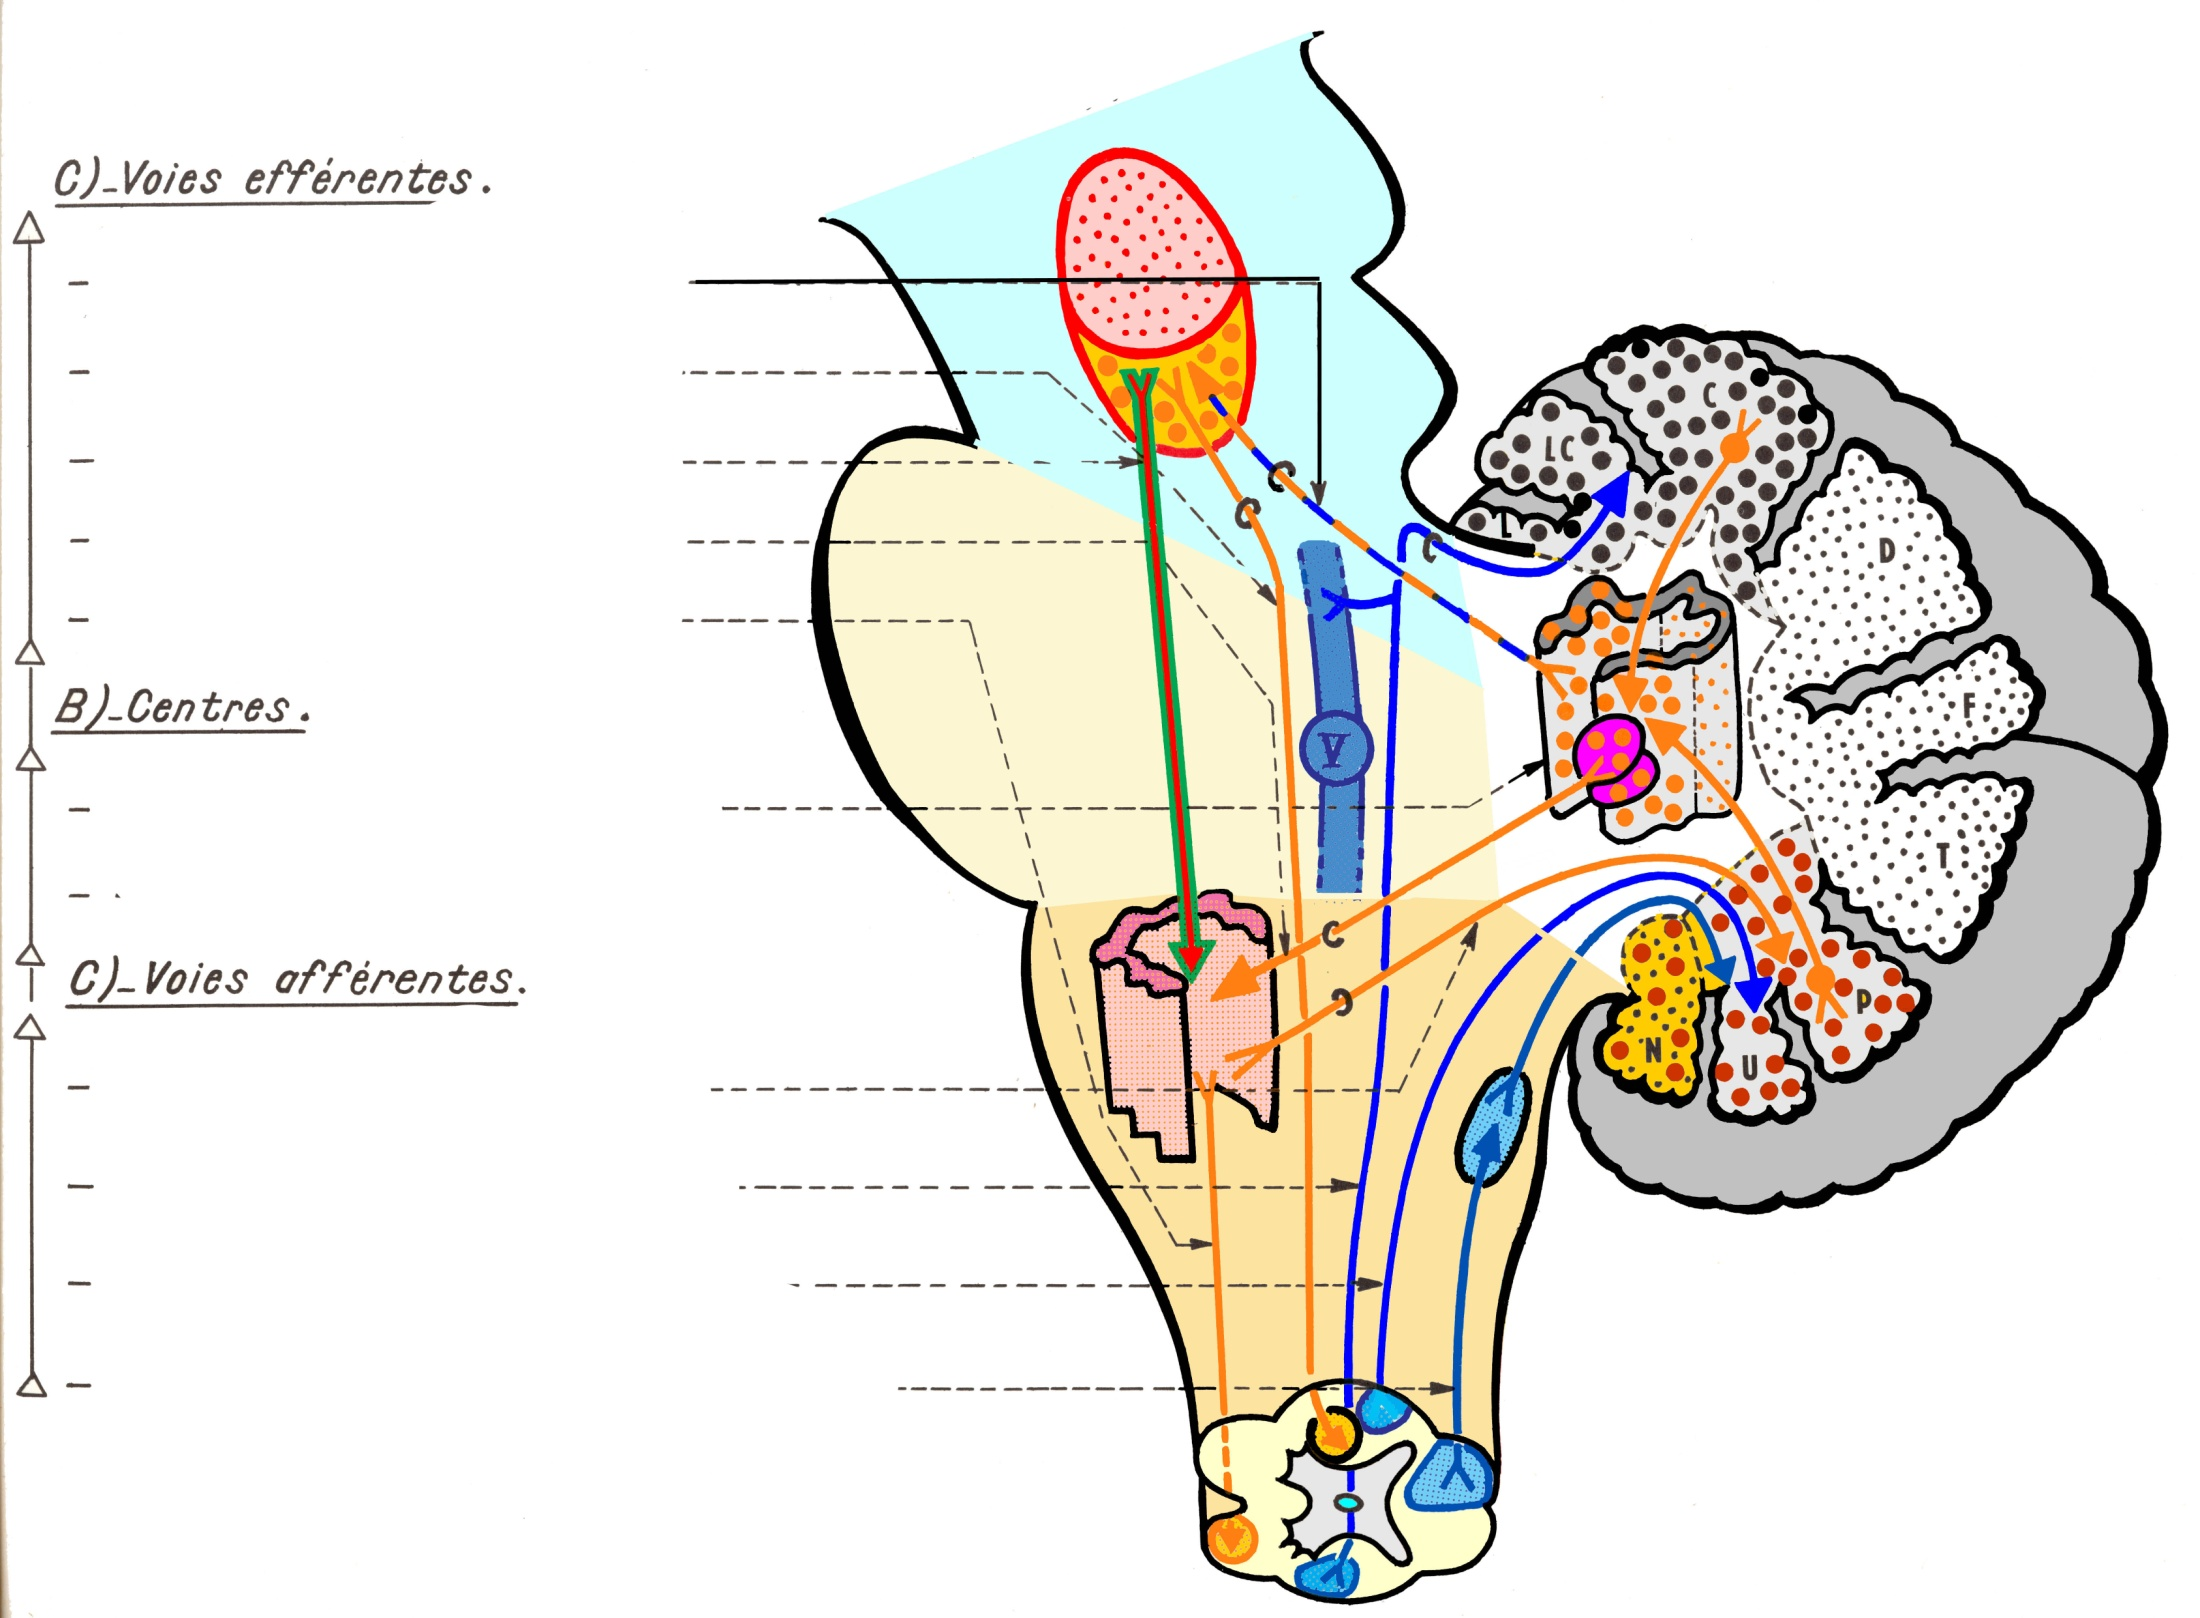 C)_Voies efférentes.
-
-
-
-
-
B)_Centres.
-
-
C)_Voies afférentes.
-
-
-
-
C
LC
L
C
C
C
D
F
V
T
C
C
P
N
U